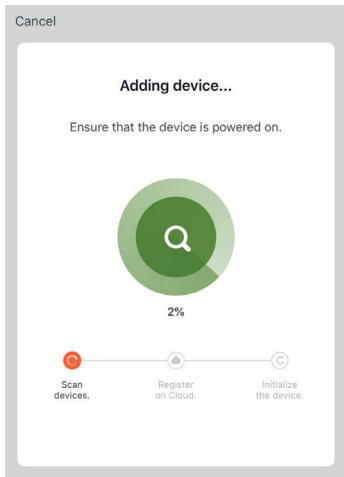 Cancel
Adding device...
Ensure that the device is powered on.
2%
Scan
devices.
Register
on Cloud.
Initialize
the device.